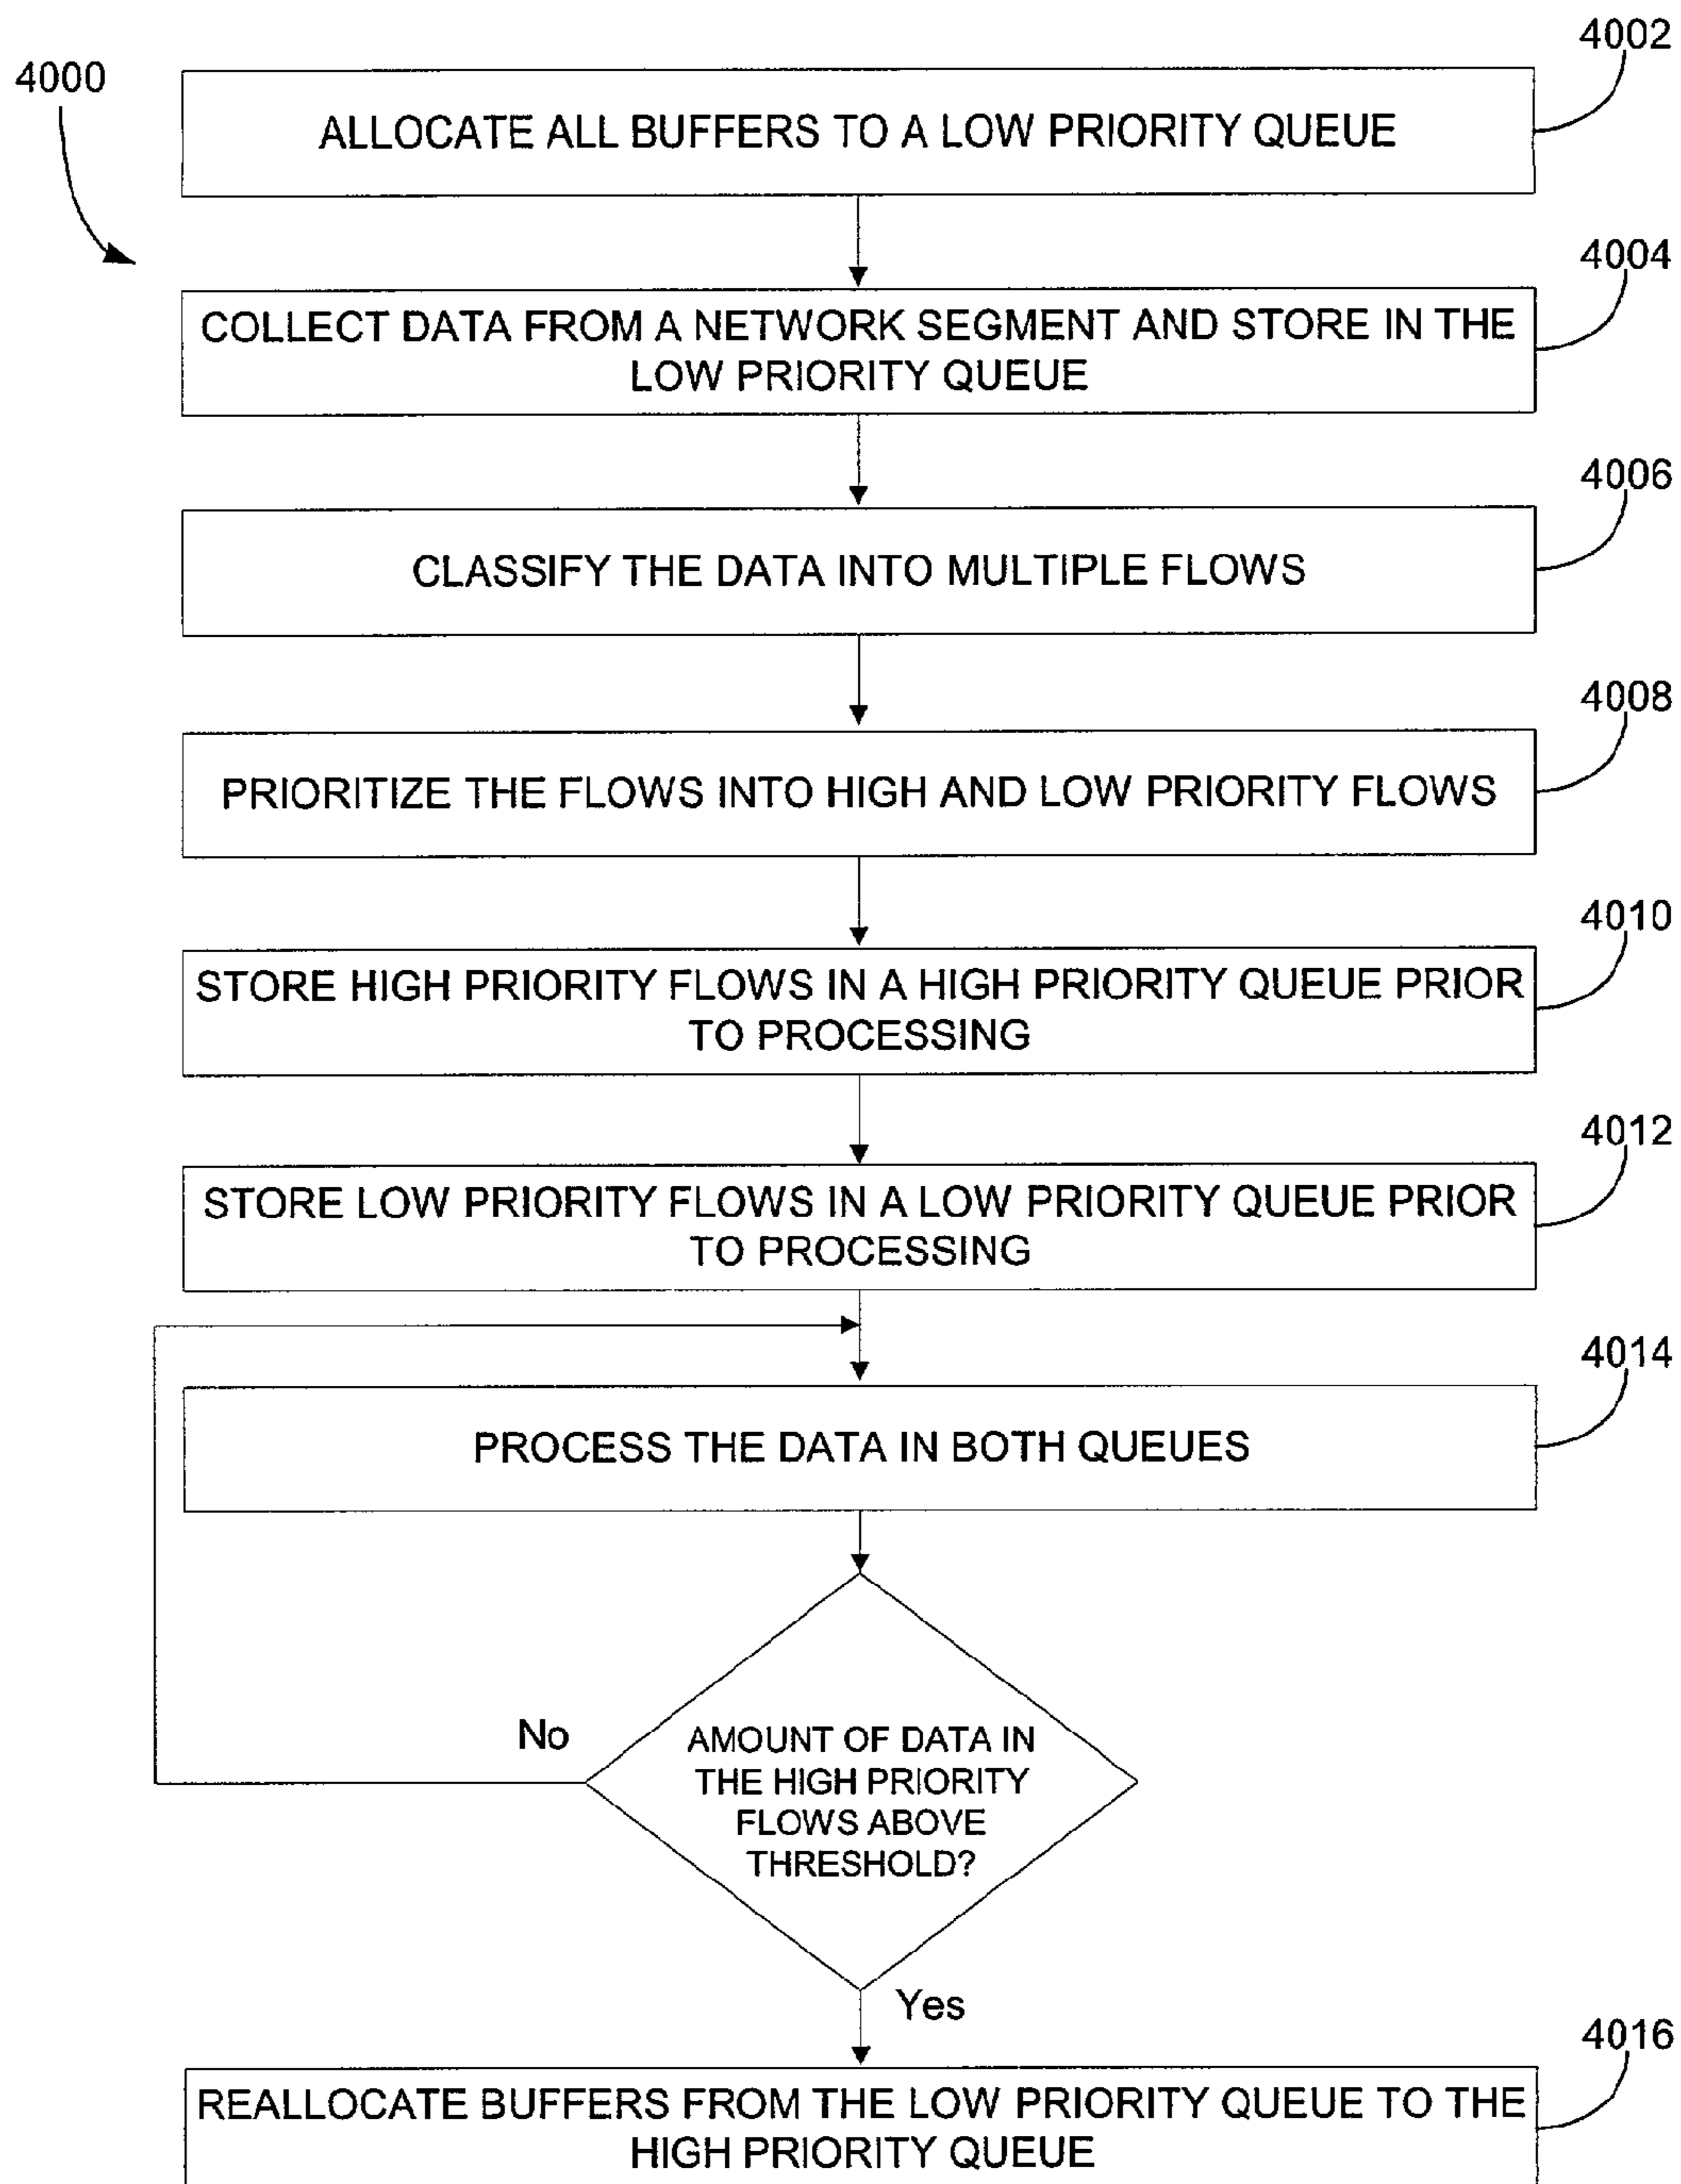 4002
4000
ALLOCATE ALL BUFFERS TO A LOW PRIORITY QUEUE
4004
COLLECT DATA FROM A NETWORK SEGMENT AND STORE IN THE
LOW PRIORITY QUEUE
4006
CLASSIFY THE DATA INTO MULTIPLE FLOWS
4008
PRIORITIZE THE FLOWS INTO HIGH AND LOW PRIORITY FLOWS
4010
STORE HIGH PRIORITY FLOWS IN A HIGH PRIORITY QUEUE PRIOR
TO PROCESSING
4012
STORE LOW PRIORITY FLOWS IN A LOW PRIORITY QUEUE PRIOR
TO PROCESSING
4014
PROCESS THE DATA IN BOTH QUEUES
No
AMOUNT OF DATA IN
THE HIGH PRIORITY
FLOWS ABOVE
THRESHOLD?
Yes
4016
REALLOCATE BUFFERS FROM THE LOW PRIORITY QUEUE TO THE
HIGH PRIORITY QUEUE